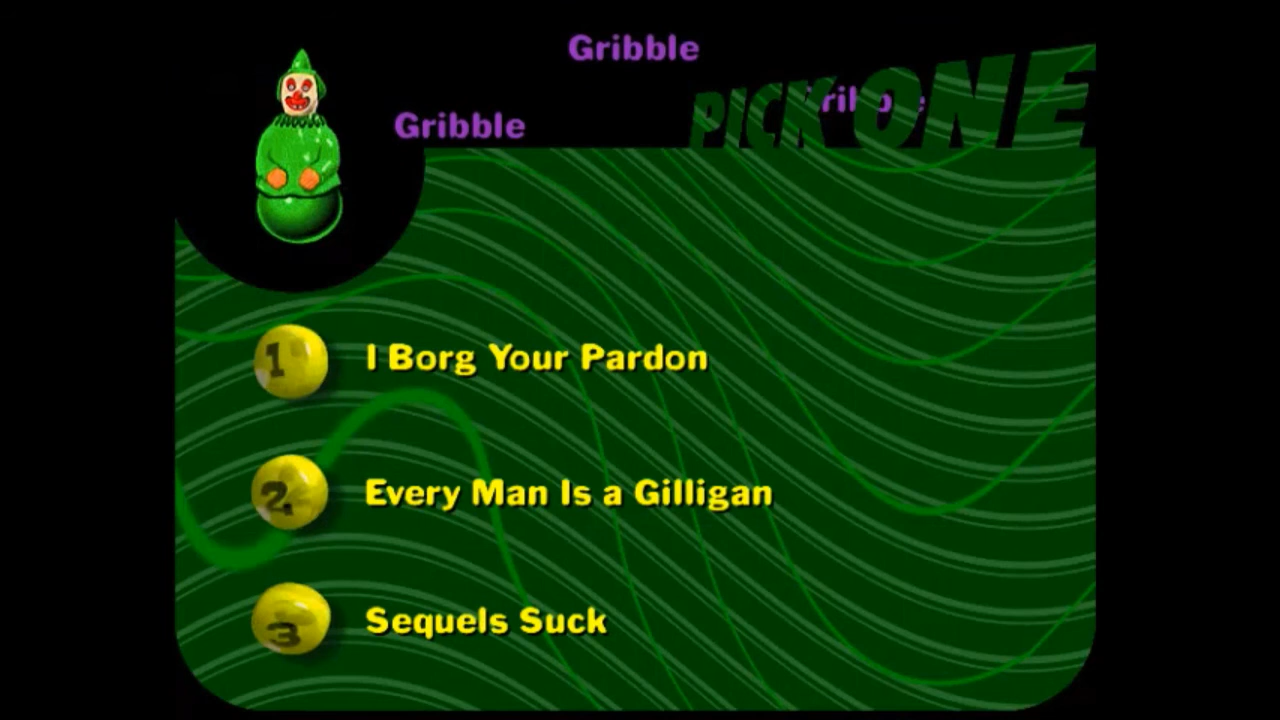 Gribble
Gribble
PICK ONE
1 I Borg Your Pardon
2. Every Man Is a Gilligan
3 Sequels Suck